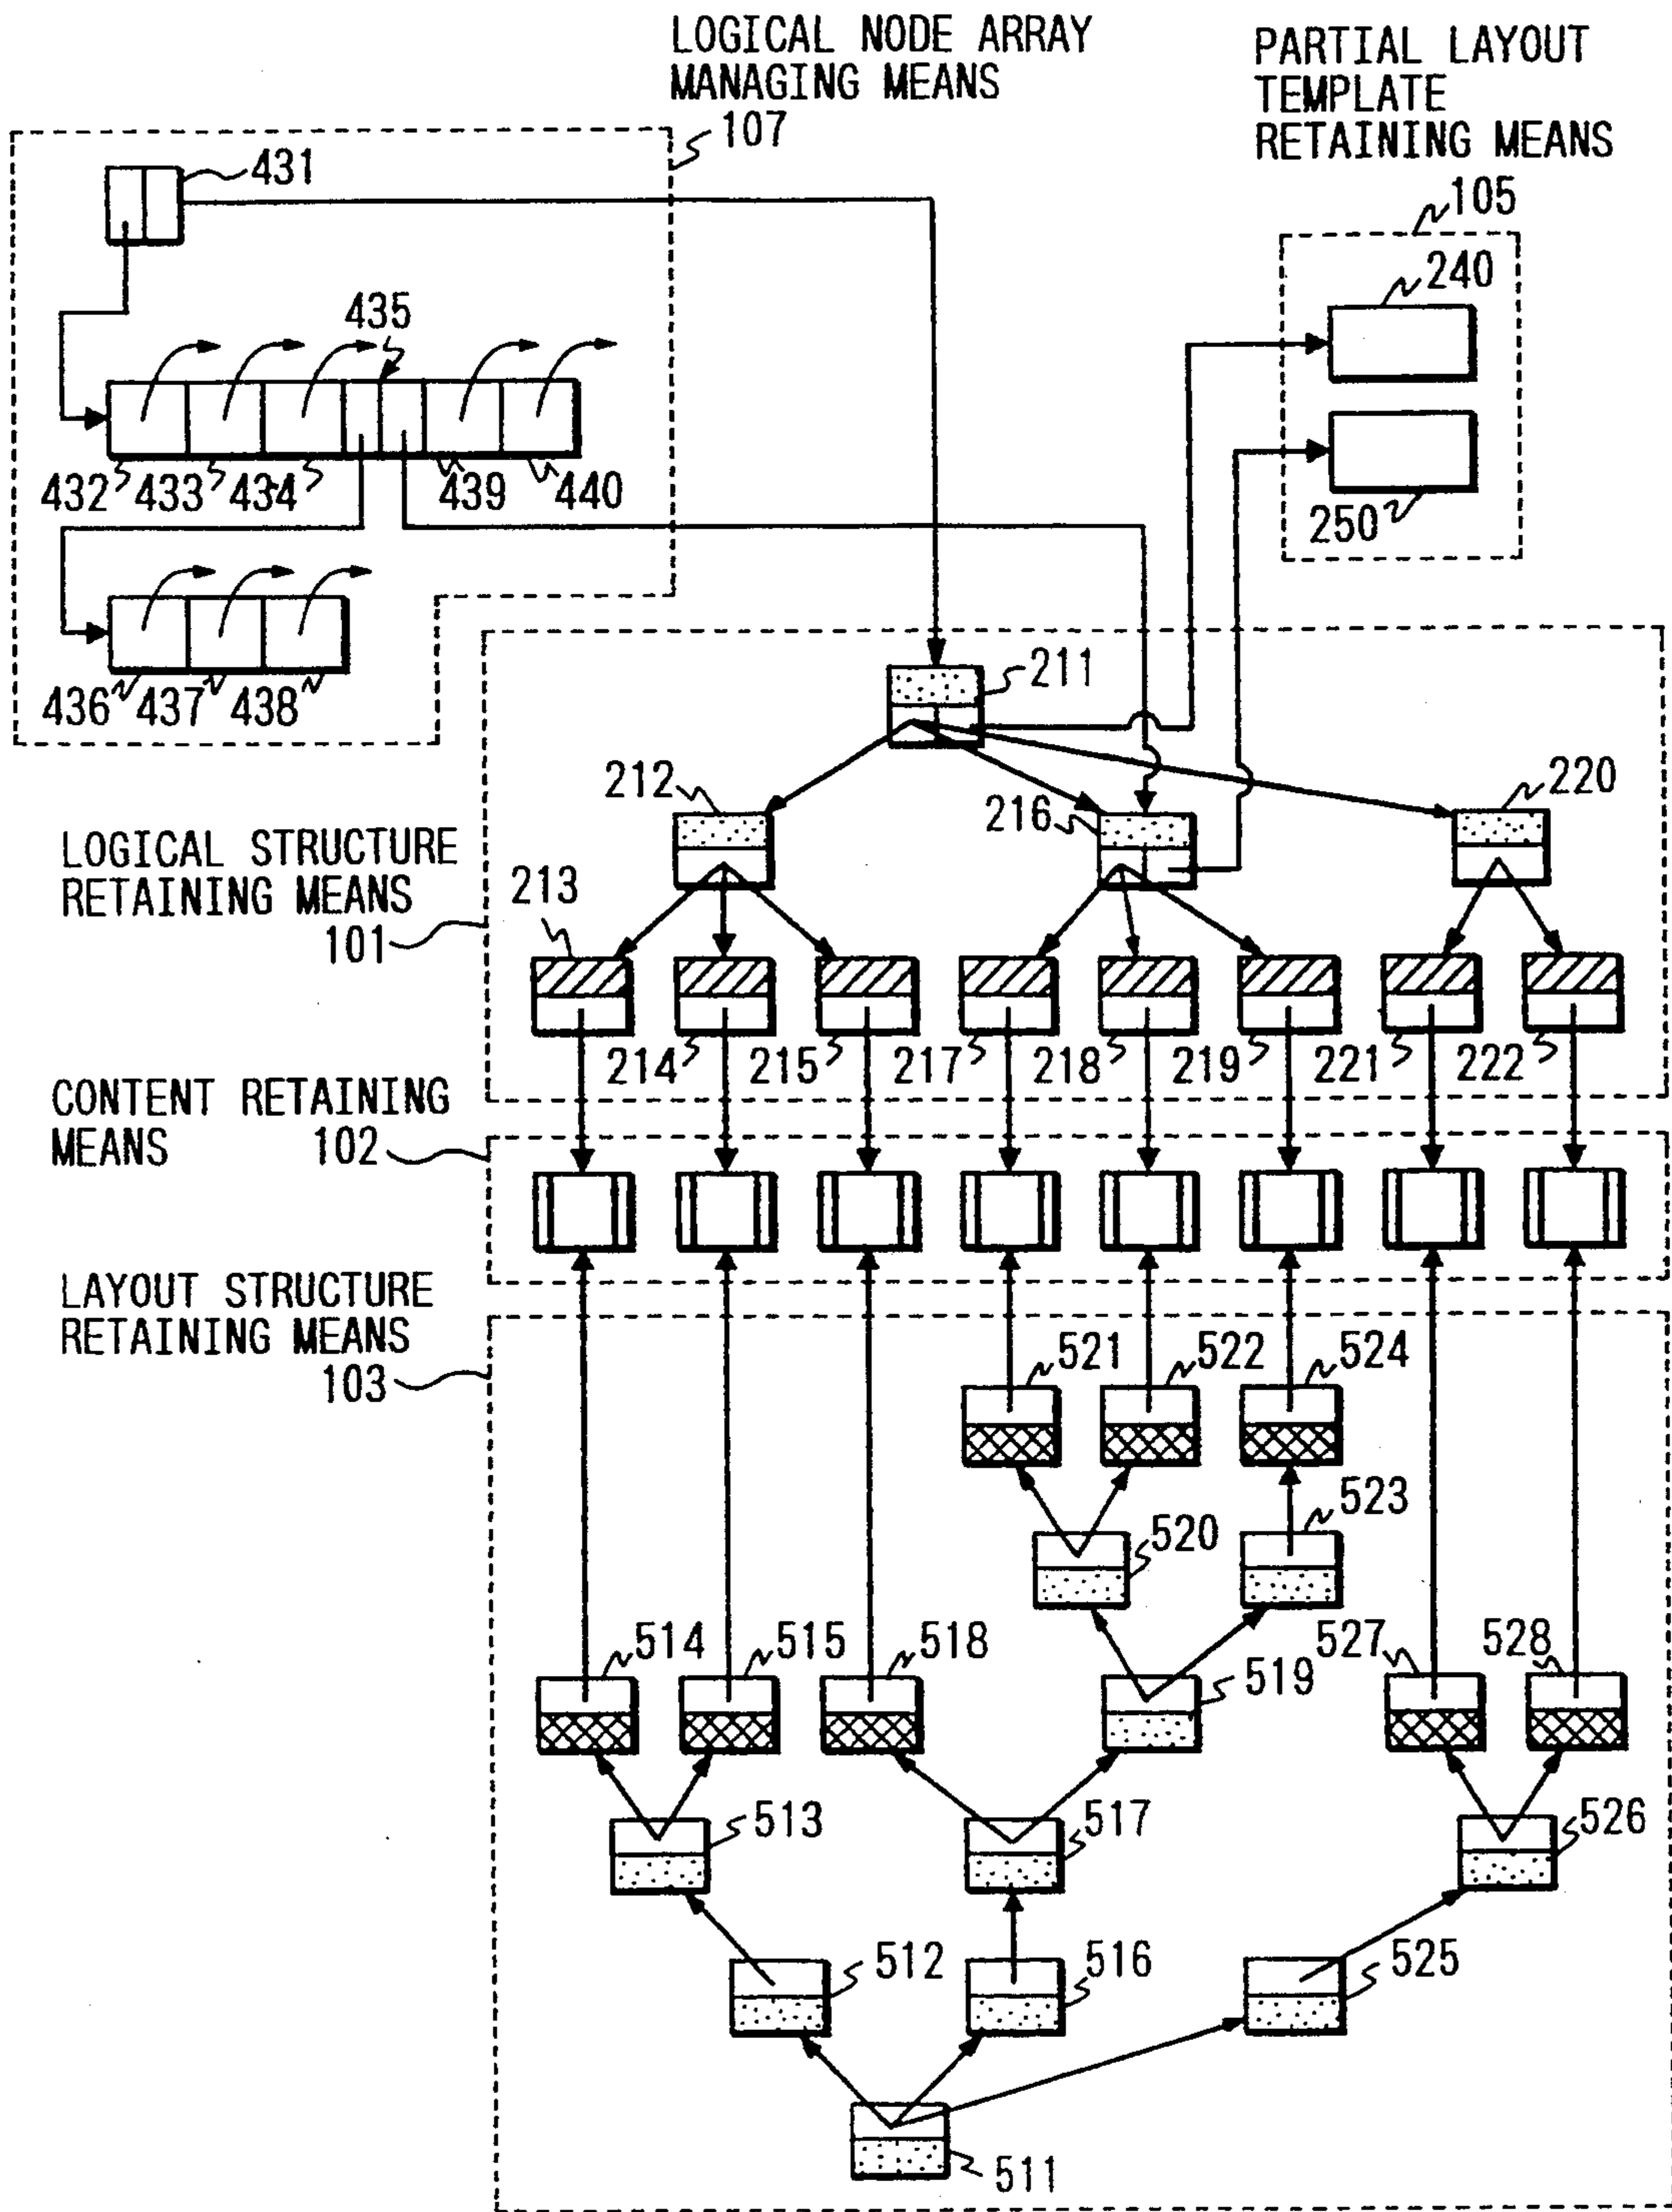 LOGICAL NODE ARRAY
MANAGING MEANS
107
PARTIAL LAYOUT
TEMPLATE
RETAINING MEANS
105
431
240
435
432 433 434 439 440
250
436 437 438
211
212
216
220
LOGICAL STRUCTURE
RETAINING MEANS
101
213
214 215 217 218 219 221 222
CONTENT RETAINING
MEANS 102
LAYOUT STRUCTURE
RETAINING MEANS
103
521 522 524
520
523
514 515 518
519
527 528
513
517
526
512
516
525
511